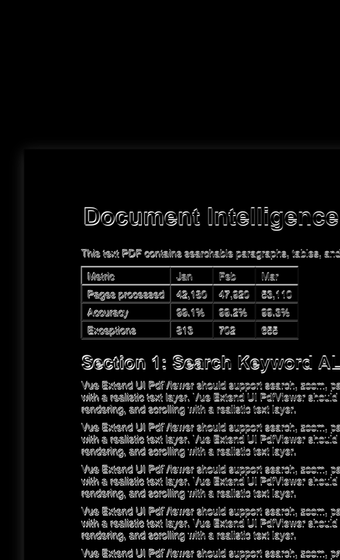 Document Intelligence
This text PDF contains searchable paragraphs, tables, and
Metric Jan Feb Mar
Pages processed 42,180 47,920 53,110
Accuracy 99.1% 99.2% 99.3%
Exceptions 813 702 655
Section 1: Search Keyword AL
Vue Extend UI PdfViewer should support search, zoom, pa
with a realistic text layer. Vue Extend UI PdfViewer should
rendering, and scrolling with a realistic text layer.
Vue Extend UI PdfViewer should support search, zoom, pa
with a realistic text layer. Vue Extend UI PdfViewer should
rendering, and scrolling with a realistic text layer.
Vue Extend UI PdfViewer should support search, zoom, pa
with a realistic text layer. Vue Extend UI PdfViewer should
rendering, and scrolling with a realistic text layer.
Vue Extend UI PdfViewer should support search, zoom, pa
with a realistic text layer. Vue Extend UI PdfViewer should
rendering, and scrolling with a realistic text layer.
Vue Extend UI PdfViewer should support search, zoom, pa